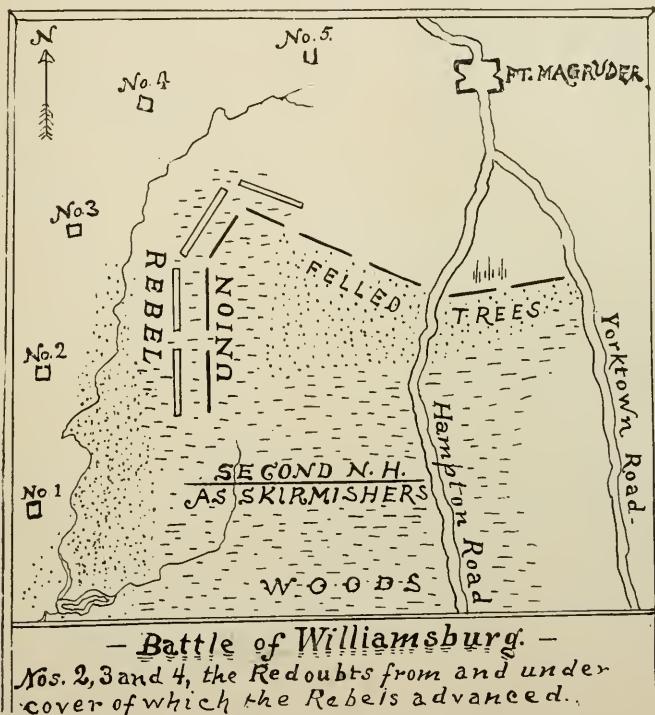 N
No. 5.
FT. MAGRUDER
No. 4
No. 3
REBEL
UNION
FELLED
TREES
No. 2
Yorktown Road-
Hampton Road
SECOND N. H.
AS SKIRMISHERS
No 1
WOODS
- Battle of Williamsburg. -
Nos. 2, 3 and 4, the Redoubts from and under
cover of which the Rebels advanced.